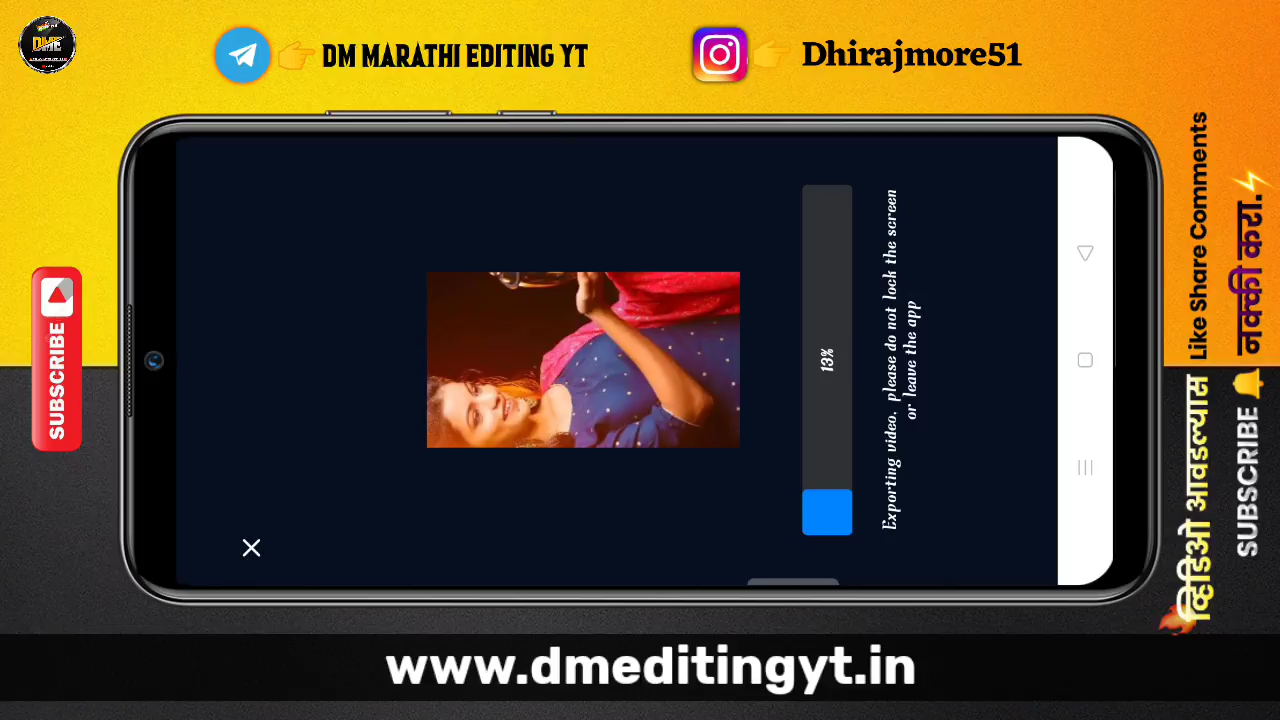 DME
DM MARATHI EDITING YT
Dhirajmore51
SUBSCRIBE
13%
Exporting video, please do not lock the screen
or leave the app
व्हिडिओ आवडल्यास Like Share Comments
SUBSCRIBE नक्की करा.
www.dmeditingyt.in